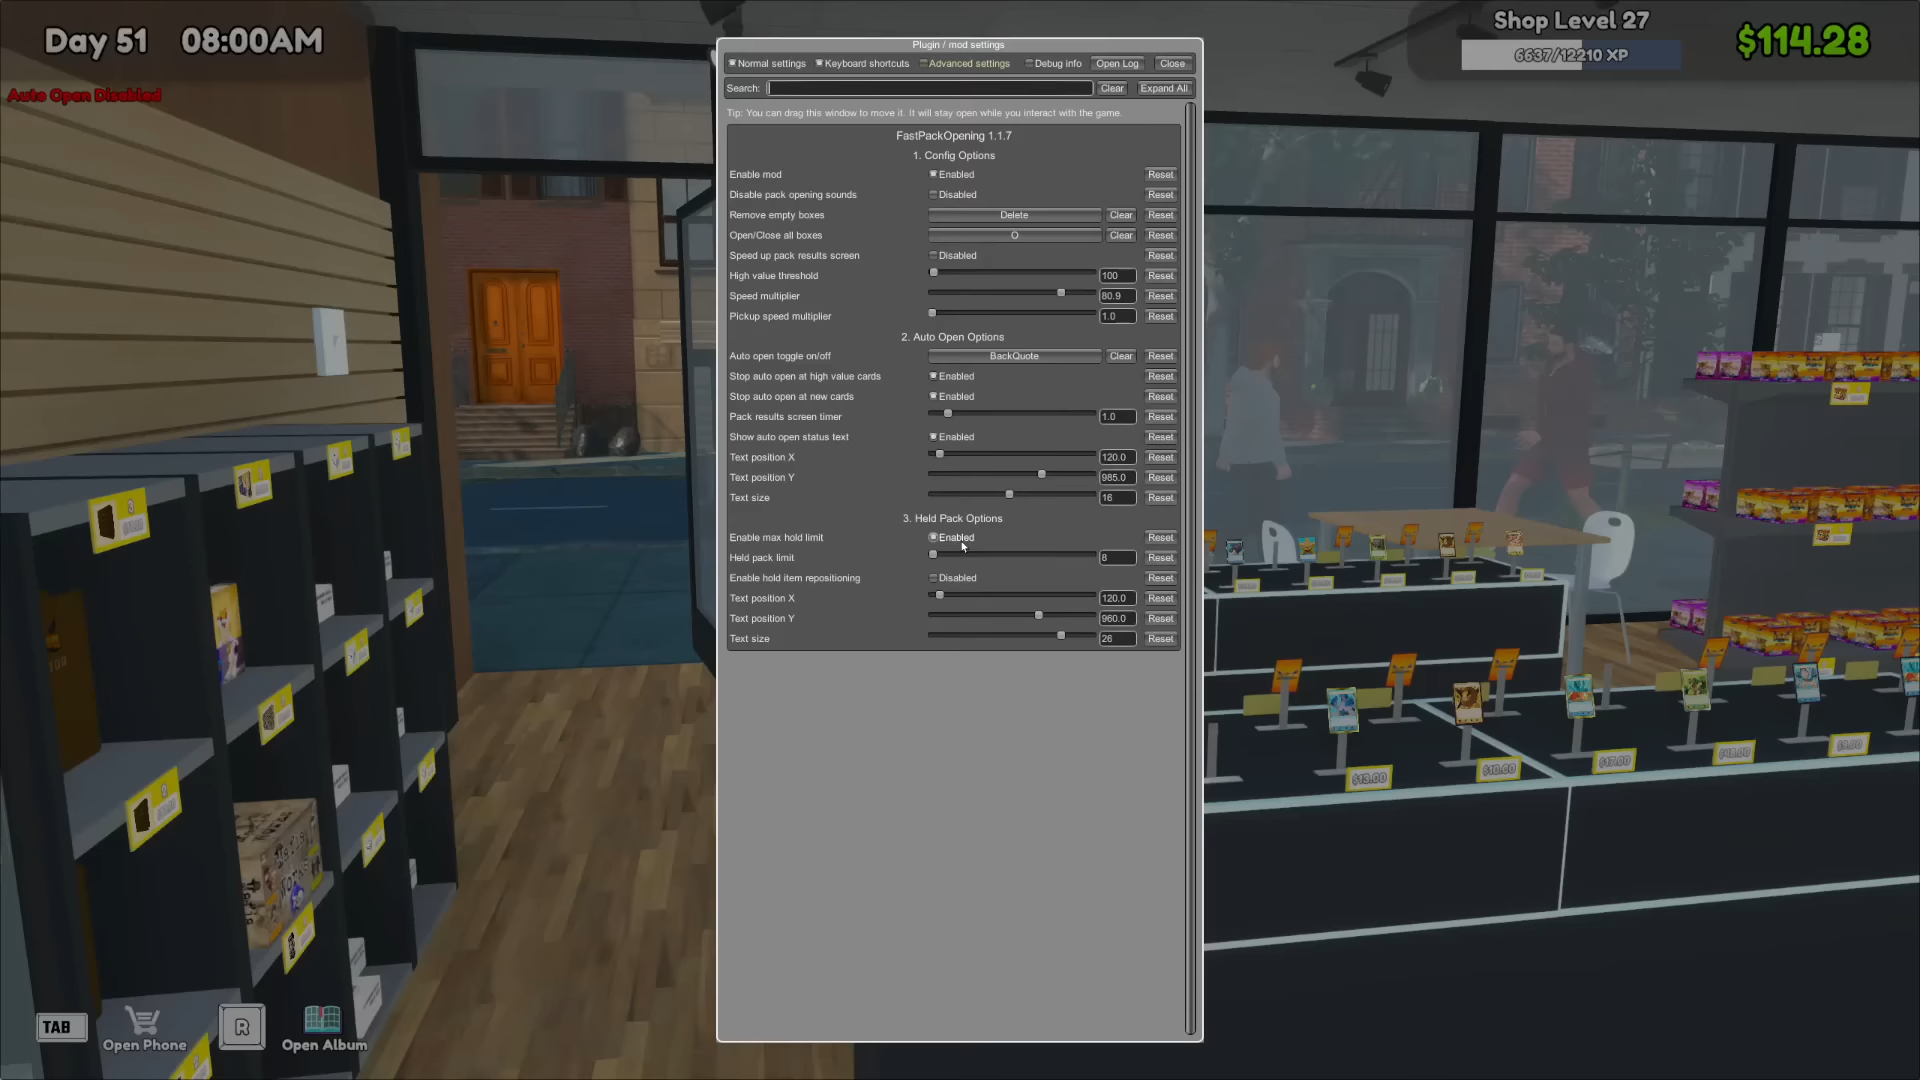 Day 51 08:00AM
Auto Open Disabled
Shop Level 27
6637/12210 XP
$114.28
Plugin / mod settings
Normal settings Keyboard shortcuts Advanced settings Debug info Open Log Close
Search: Clear Expand All
Tip: You can drag this window to move it. It will stay open while you interact with the game.
FastPackOpening 1.1.7
1. Config Options
Enable mod Enabled Reset
Disable pack opening sounds Disabled Reset
Remove empty boxes Delete Clear Reset
Open/Close all boxes O Clear Reset
Speed up pack results screen Disabled Reset
High value threshold 100 Reset
Speed multiplier 80.9 Reset
Pickup speed multiplier 1.0 Reset
2. Auto Open Options
Auto open toggle on/off BackQuote Clear Reset
Stop auto open at high value cards Enabled Reset
Stop auto open at new cards Enabled Reset
Pack results screen timer 1.0 Reset
Show auto open status text Enabled Reset
Text position X 120.0 Reset
Text position Y 985.0 Reset
Text size 16 Reset
3. Held Pack Options
Enable max hold limit Enabled Reset
Held pack limit 8 Reset
Enable hold item repositioning Disabled Reset
Text position X 120.0 Reset
Text position Y 960.0 Reset
Text size 26 Reset
$13.00
$10.00
$17.00
TAB Open Phone R Open Album